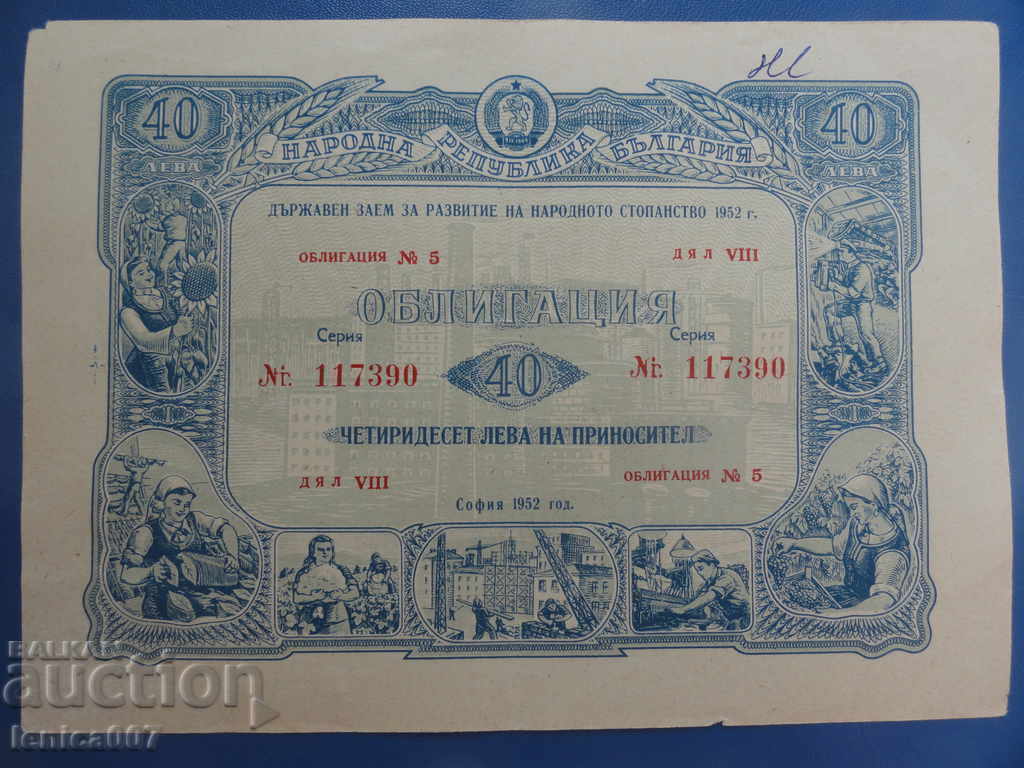 НС
40 40
ЛЕВА ЛЕВА
НАРОДНА РЕПУБЛИКА БЪЛГАРИЯ
ДЪРЖАВЕН ЗАЕМ ЗА РАЗВИТИЕ НА НАРОДНОТО СТОПАНСТВО 1952 г.
ОБЛИГАЦИЯ № 5 ДЯЛ VIII
ОБЛИГАЦИЯ
Серия Серия
№. 117390 40 №. 117390
ЧЕТИРИДЕСЕТ ЛЕВА НА ПРИНОСИТЕЛ
ДЯЛ VIII ОБЛИГАЦИЯ № 5
София 1952 год.
BALKAN
auction
lenica007